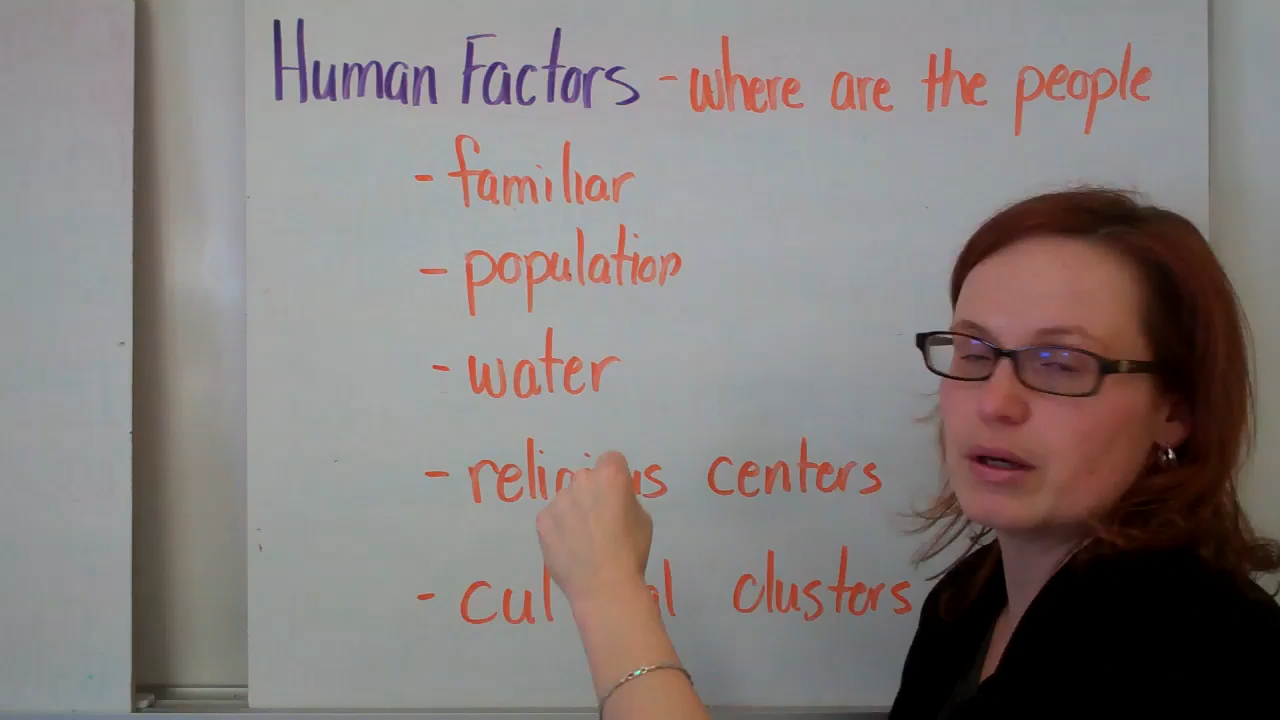 Human Factors - where are the people
- familiar
- population
- water
- centers
- clusters